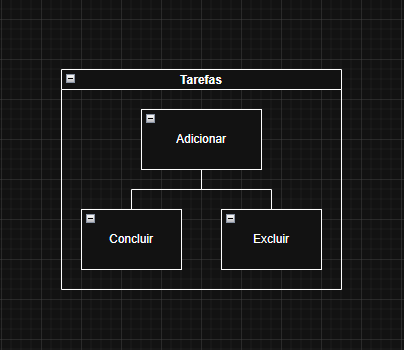 Tarefas
Adicionar
Concluir
Excluir